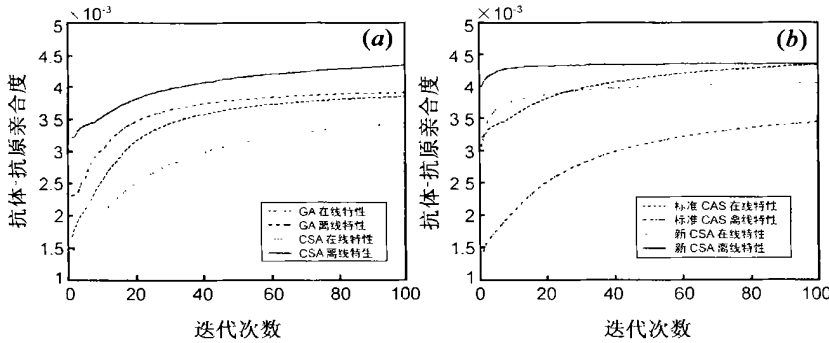 ×10⁻³
(a)
抗体-抗原亲合度
5
4.5
4
3.5
3
2.5
2
1.5
1
GA 在线特性
GA 离线特性
CSA 在线特性
CSA 离线特生
0
20
40
60
80
100
迭代次数
×10⁻³
(b)
抗体-抗原亲合度
5
4.5
4
3.5
3
2.5
2
1.5
1
标准 CAS 在线特性
标准 CAS 离线特性
新 CSA 在线特性
新 CSA 离线特性
0
20
40
60
80
100
迭代次数